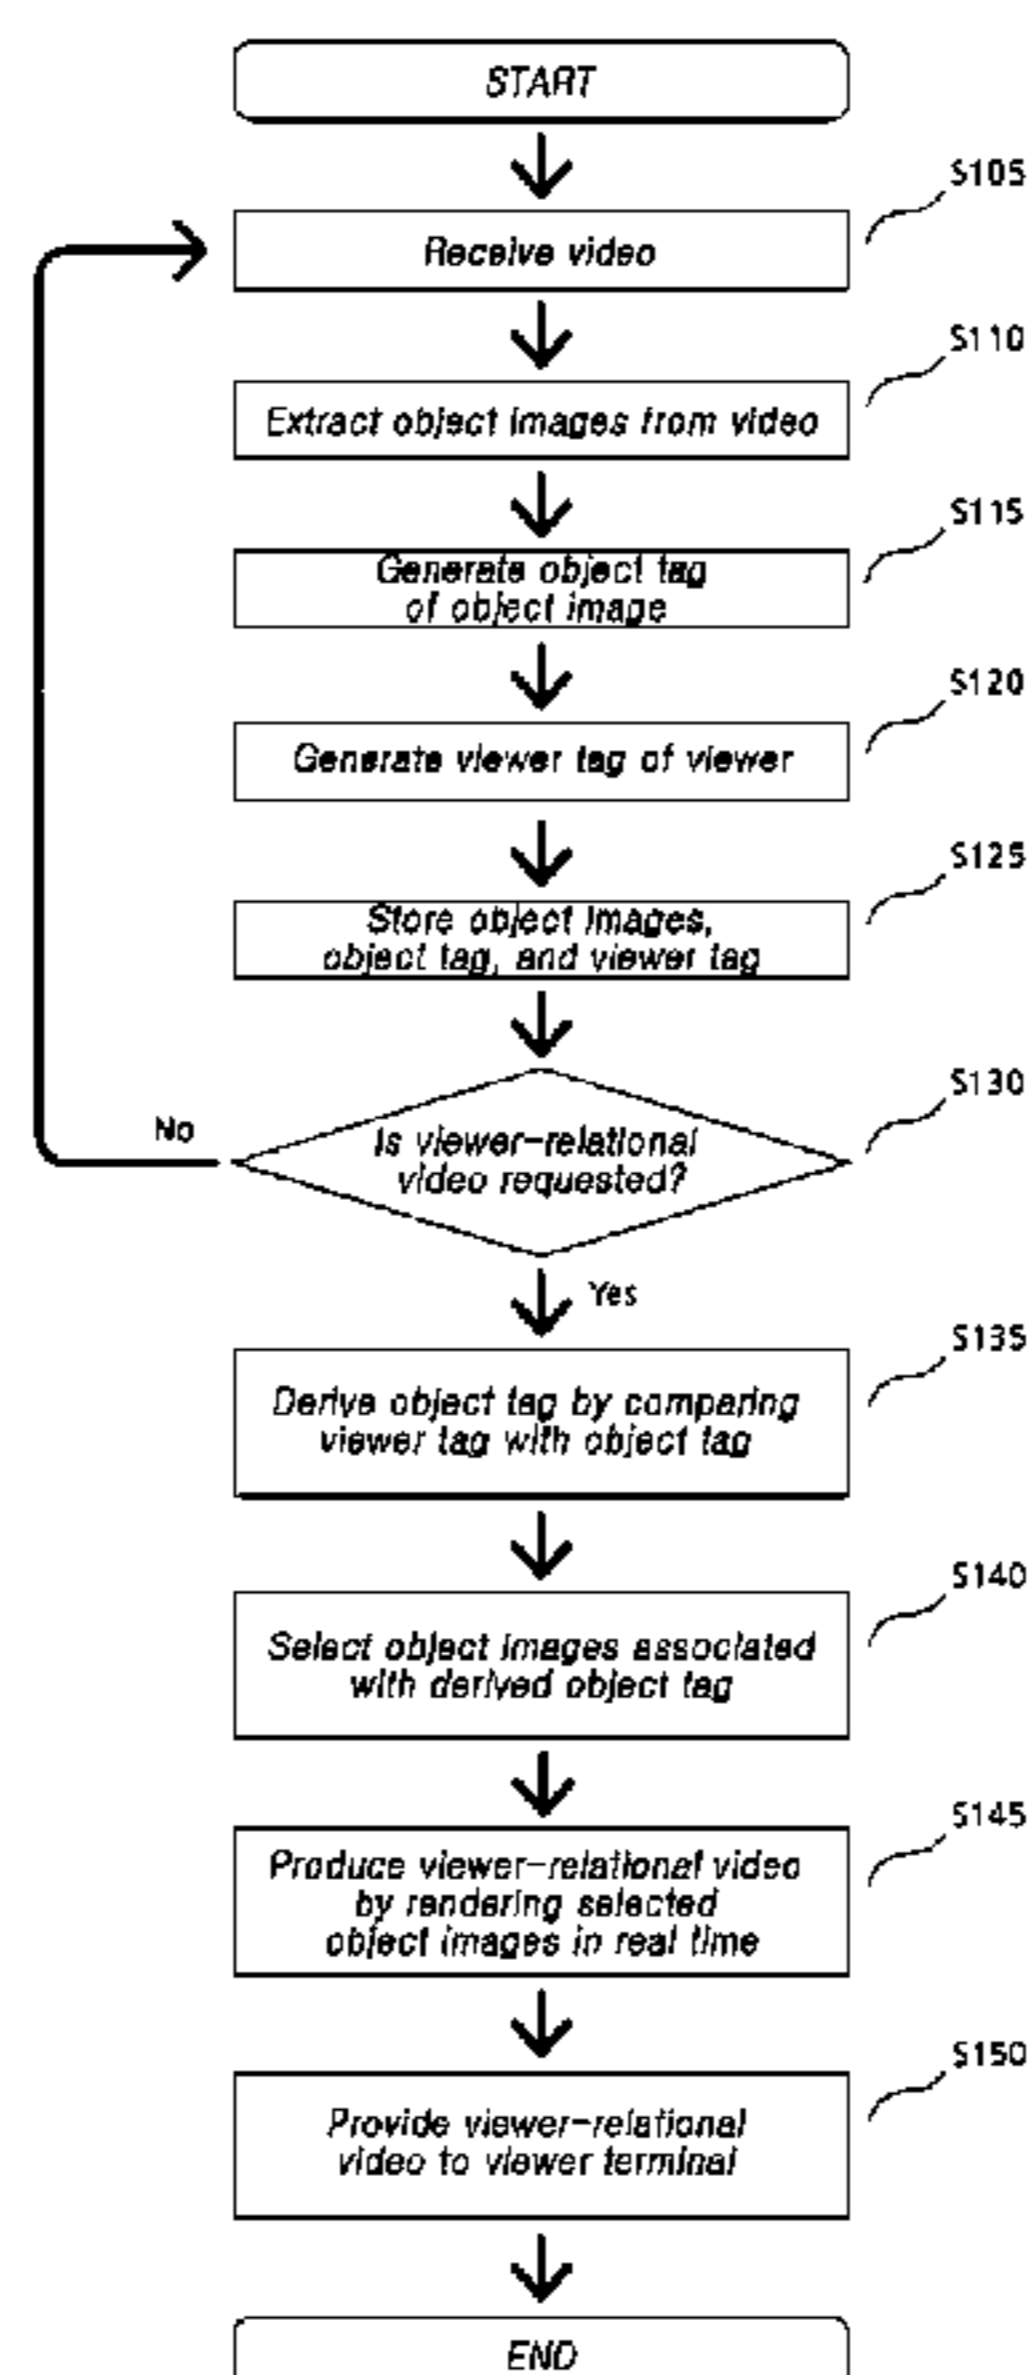 START
S105
Receive video
S110
Extract object images from video
S115
Generate object tag
of object image
S120
Generate viewer tag of viewer
S125
Store object images,
object tag, and viewer tag
S130
Is viewer-relational
video requested?
No
Yes
S135
Derive object tag by comparing
viewer tag with object tag
S140
Select object images associated
with derived object tag
S145
Produce viewer-relational video
by rendering selected
object images in real time
S150
Provide viewer-relational
video to viewer terminal
END